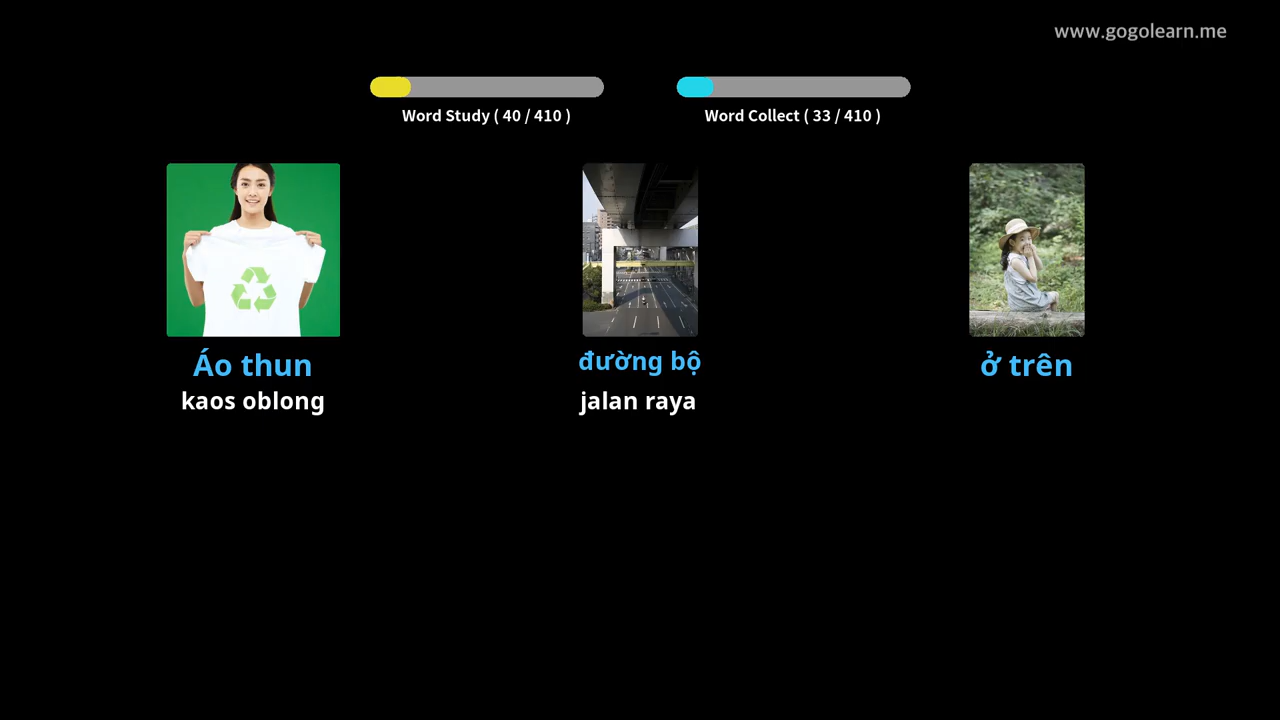 www.gogolearn.me
Word Study ( 40 / 410 )
Word Collect ( 33 / 410 )
Áo thun
kaos oblong
đường bộ
jalan raya
ở trên